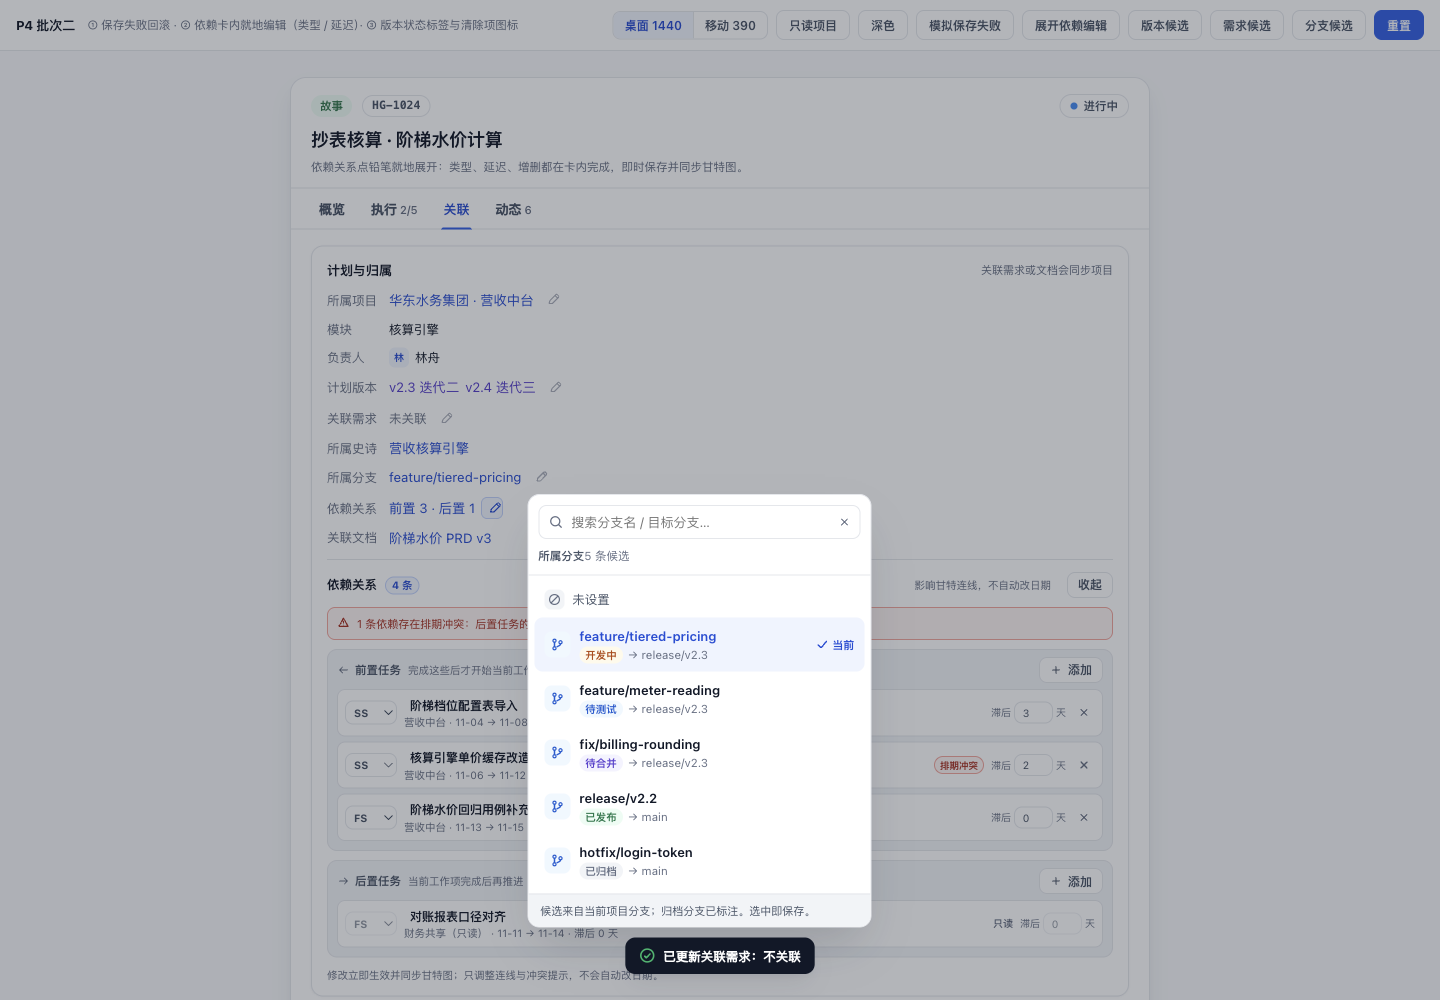 P4 批次二 ① 保存失败回滚 · ② 依赖卡内就地编辑（类型 / 延迟）· ③ 版本状态标签与清除项图标 桌面 1440 移动 390 只读项目 深色 模拟保存失败 展开依赖编辑 版本候选 需求候选 分支候选 重置
故事 HG-1024 进行中
抄表核算 · 阶梯水价计算
依赖关系点铅笔就地展开：类型、延迟、增删都在卡内完成，即时保存并同步甘特图。
概览 执行 2/5 关联 动态 6
计划与归属 关联需求或文档会同步项目
所属项目 华东水务集团 · 营收中台
模块 核算引擎
负责人 林 林舟
计划版本 v2.3 迭代二 v2.4 迭代三
关联需求 未关联
所属史诗 营收核算引擎
所属分支 feature/tiered-pricing
依赖关系 前置 3 · 后置 1
关联文档 阶梯水价 PRD v3
依赖关系 4 条 影响甘特连线，不自动改日期 收起
1 条依赖存在排期冲突：后置任务的
← 前置任务 完成这些后才开始当前工作 + 添加
SS 阶梯档位配置表导入 滞后 3 天 ×
营收中台 · 11-04 → 11-08
SS 核算引擎单价缓存改造 排期冲突 滞后 2 天 ×
营收中台 · 11-06 → 11-12
FS 阶梯水价回归用例补充 滞后 0 天 ×
营收中台 · 11-13 → 11-15
→ 后置任务 当前工作项完成后再推进 + 添加
FS 对账报表口径对齐 只读 滞后 0 天
财务共享（只读） · 11-11 → 11-14 · 滞后 0 天
修改立即生效并同步甘特图；只调整连线与冲突提示，不会自动改日期。
搜索分支名 / 目标分支... ×
所属分支5 条候选
未设置
feature/tiered-pricing 当前
开发中 → release/v2.3
feature/meter-reading
待测试 → release/v2.3
fix/billing-rounding
待合并 → release/v2.3
release/v2.2
已发布 → main
hotfix/login-token
已归档 → main
候选来自当前项目分支；归档分支已标注。选中即保存。
已更新关联需求：不关联